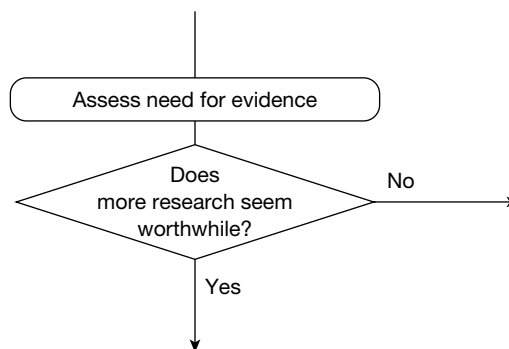 Assess need for evidence
Does
more research seem
worthwhile?
No
Yes